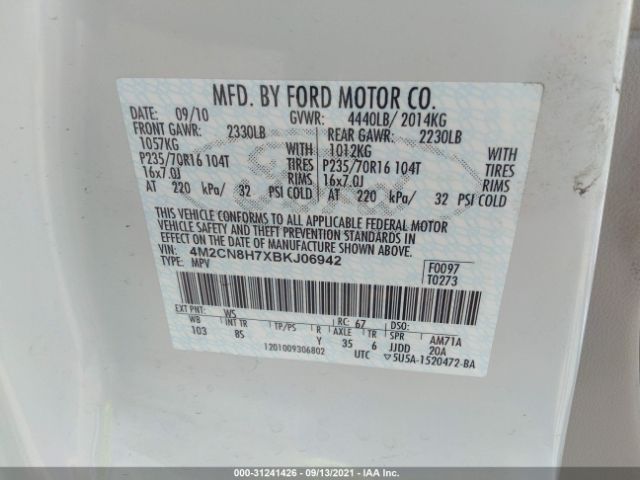 MFD. BY FORD MOTOR CO.
DATE: 09/10 GVWR: 4440LB/ 2014KG
FRONT GAWR: 2330LB REAR GAWR: 2230LB
1057KG WITH 1012KG WITH
P235/70R16 104T TIRES P235/70R16 104T TIRES
16x7.0J RIMS 16x7.0J RIMS
AT 220 kPa/ 32 PSI COLD AT 220 kPa/ 32 PSI COLD
THIS VEHICLE CONFORMS TO ALL APPLICABLE FEDERAL MOTOR
VEHICLE SAFETY AND THEFT PREVENTION STANDARDS IN
EFFECT ON THE DATE OF MANUFACTURE SHOWN ABOVE.
VIN: 4M2CN8H7XBKJ06942
TYPE: MPV
F0097
T0273
EXT PNT: WS RC: 67 DSO:
WB INT TR TP/PS R AXLE TR SPR AM71A
103 8S Y 35 6 JJDD 20A
1201009306802 UTC ▽5U5A-1520472-BA
000-31241426 - 09/13/2021 - IAA Inc.